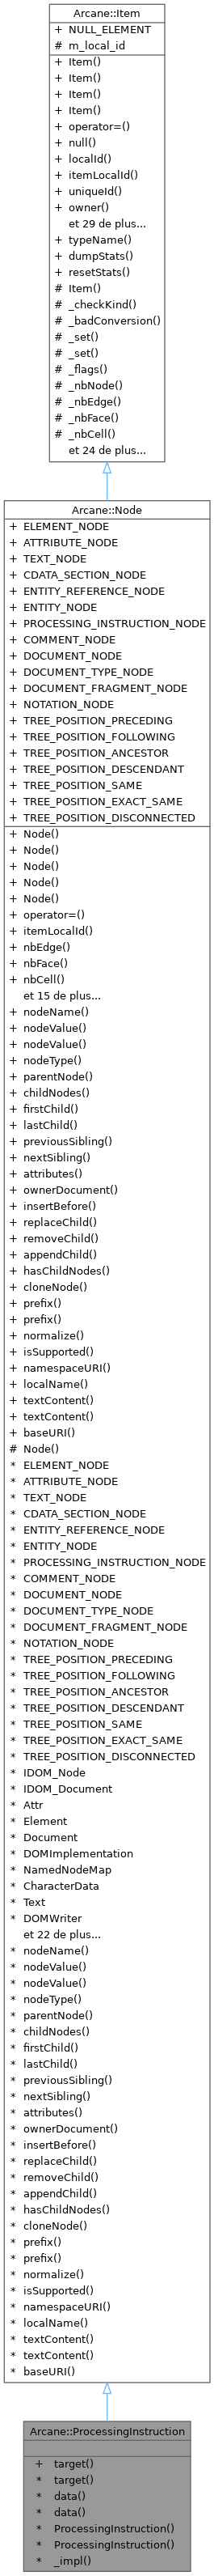 Arcane::Item
+ NULL_ELEMENT
# m_local_id
+ Item()
+ Item()
+ Item()
+ Item()
+ operator=()
+ null()
+ localId()
+ itemLocalId()
+ uniqueId()
+ owner()
et 29 de plus...
+ typeName()
+ dumpStats()
+ resetStats()
# Item()
# _checkKind()
# _badConversion()
# _set()
# _set()
# _flags()
# _nbNode()
# _nbEdge()
# _nbFace()
# _nbCell()
et 24 de plus...
Arcane::Node
+ ELEMENT_NODE
+ ATTRIBUTE_NODE
+ TEXT_NODE
+ CDATA_SECTION_NODE
+ ENTITY_REFERENCE_NODE
+ ENTITY_NODE
+ PROCESSING_INSTRUCTION_NODE
+ COMMENT_NODE
+ DOCUMENT_NODE
+ DOCUMENT_TYPE_NODE
+ DOCUMENT_FRAGMENT_NODE
+ NOTATION_NODE
+ TREE_POSITION_PRECEDING
+ TREE_POSITION_FOLLOWING
+ TREE_POSITION_ANCESTOR
+ TREE_POSITION_DESCENDANT
+ TREE_POSITION_SAME
+ TREE_POSITION_EXACT_SAME
+ TREE_POSITION_DISCONNECTED
+ Node()
+ Node()
+ Node()
+ Node()
+ Node()
+ operator=()
+ itemLocalId()
+ nbEdge()
+ nbFace()
+ nbCell()
et 15 de plus...
+ nodeName()
+ nodeValue()
+ nodeValue()
+ nodeType()
+ parentNode()
+ childNodes()
+ firstChild()
+ lastChild()
+ previousSibling()
+ nextSibling()
+ attributes()
+ ownerDocument()
+ insertBefore()
+ replaceChild()
+ removeChild()
+ appendChild()
+ hasChildNodes()
+ cloneNode()
+ prefix()
+ prefix()
+ normalize()
+ isSupported()
+ namespaceURI()
+ localName()
+ textContent()
+ textContent()
+ baseURI()
# Node()
* ELEMENT_NODE
* ATTRIBUTE_NODE
* TEXT_NODE
* CDATA_SECTION_NODE
* ENTITY_REFERENCE_NODE
* ENTITY_NODE
* PROCESSING_INSTRUCTION_NODE
* COMMENT_NODE
* DOCUMENT_NODE
* DOCUMENT_TYPE_NODE
* DOCUMENT_FRAGMENT_NODE
* NOTATION_NODE
* TREE_POSITION_PRECEDING
* TREE_POSITION_FOLLOWING
* TREE_POSITION_ANCESTOR
* TREE_POSITION_DESCENDANT
* TREE_POSITION_SAME
* TREE_POSITION_EXACT_SAME
* TREE_POSITION_DISCONNECTED
* IDOM_Node
* IDOM_Document
* Attr
* Element
* Document
* DOMImplementation
* NamedNodeMap
* CharacterData
* Text
* DOMWriter
et 22 de plus...
* nodeName()
* nodeValue()
* nodeValue()
* nodeType()
* parentNode()
* childNodes()
* firstChild()
* lastChild()
* previousSibling()
* nextSibling()
* attributes()
* ownerDocument()
* insertBefore()
* replaceChild()
* removeChild()
* appendChild()
* hasChildNodes()
* cloneNode()
* prefix()
* prefix()
* normalize()
* isSupported()
* namespaceURI()
* localName()
* textContent()
* textContent()
* baseURI()
Arcane::ProcessingInstruction
+ target()
* target()
* data()
* data()
* ProcessingInstruction()
* ProcessingInstruction()
* _impl()